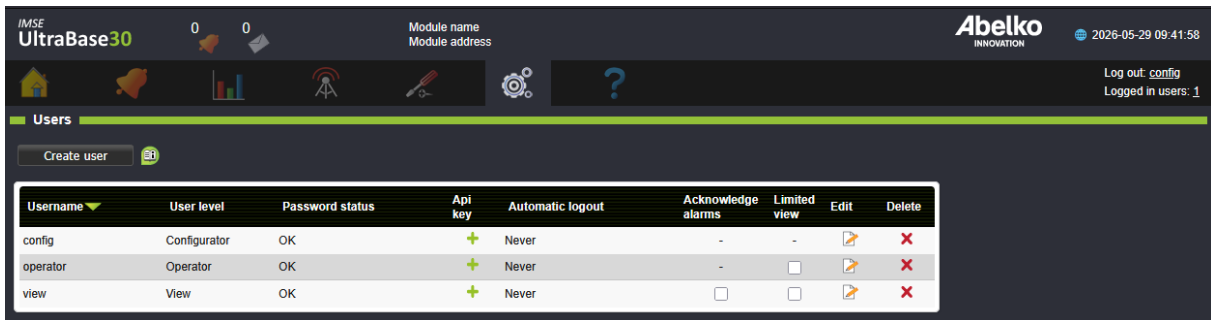 IMSE
UltraBase30
0
0
Module name
Module address
Abelko
INNOVATION
2026-05-29 09:41:58
?
Log out: config
Logged in users: 1
Users
Create user
Username User level Password status Api key Automatic logout Acknowledge alarms Limited view Edit Delete
config Configurator OK Never - -
operator Operator OK Never -
view View OK Never